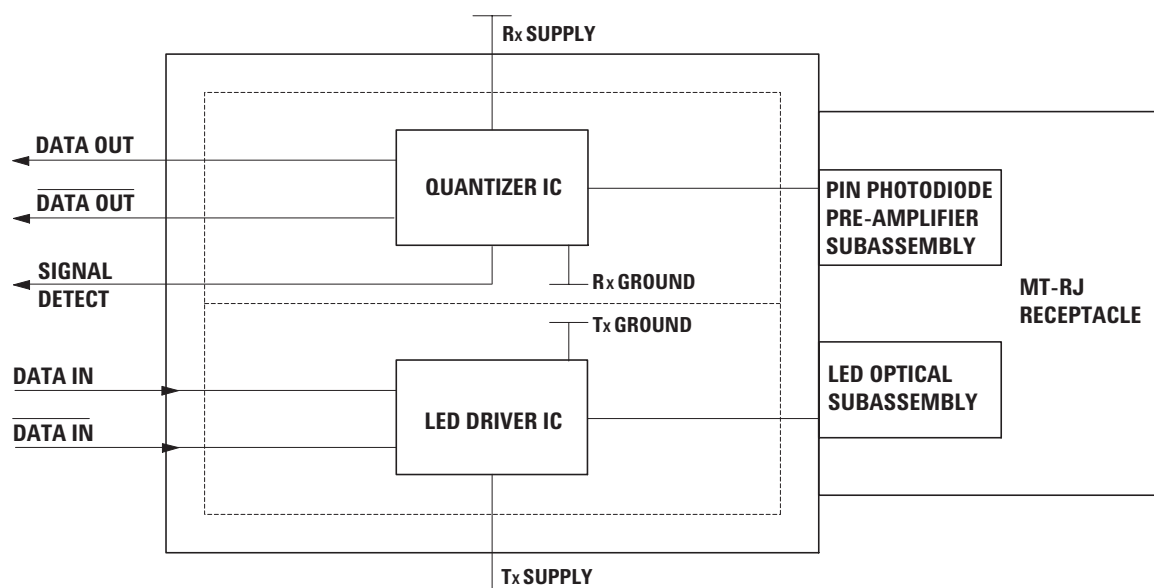 Rx SUPPLY
DATA OUT
QUANTIZER IC
DATA OUT
PIN PHOTODIODE
PRE-AMPLIFIER
SUBASSEMBLY
SIGNAL
DETECT
Rx GROUND
MT-RJ
RECEPTACLE
Tx GROUND
DATA IN
LED DRIVER IC
DATA IN
LED OPTICAL
SUBASSEMBLY
Tx SUPPLY